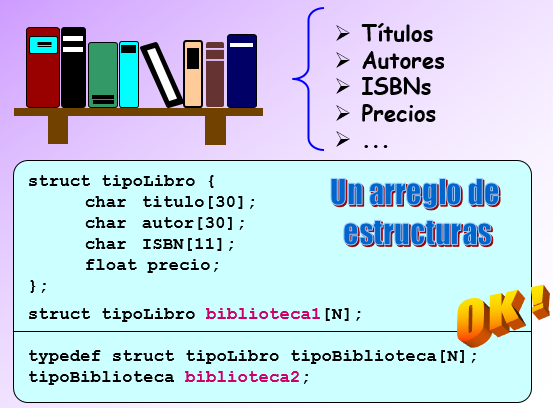 Títulos
Autores
ISBNs
Precios
...
struct tipoLibro {
char titulo[30];
char autor[30];
char ISBN[11];
float precio;
};
struct tipoLibro biblioteca1[N];
Un arreglo de
estructuras
OK !
typedef struct tipoLibro tipoBiblioteca[N];
tipoBiblioteca biblioteca2;